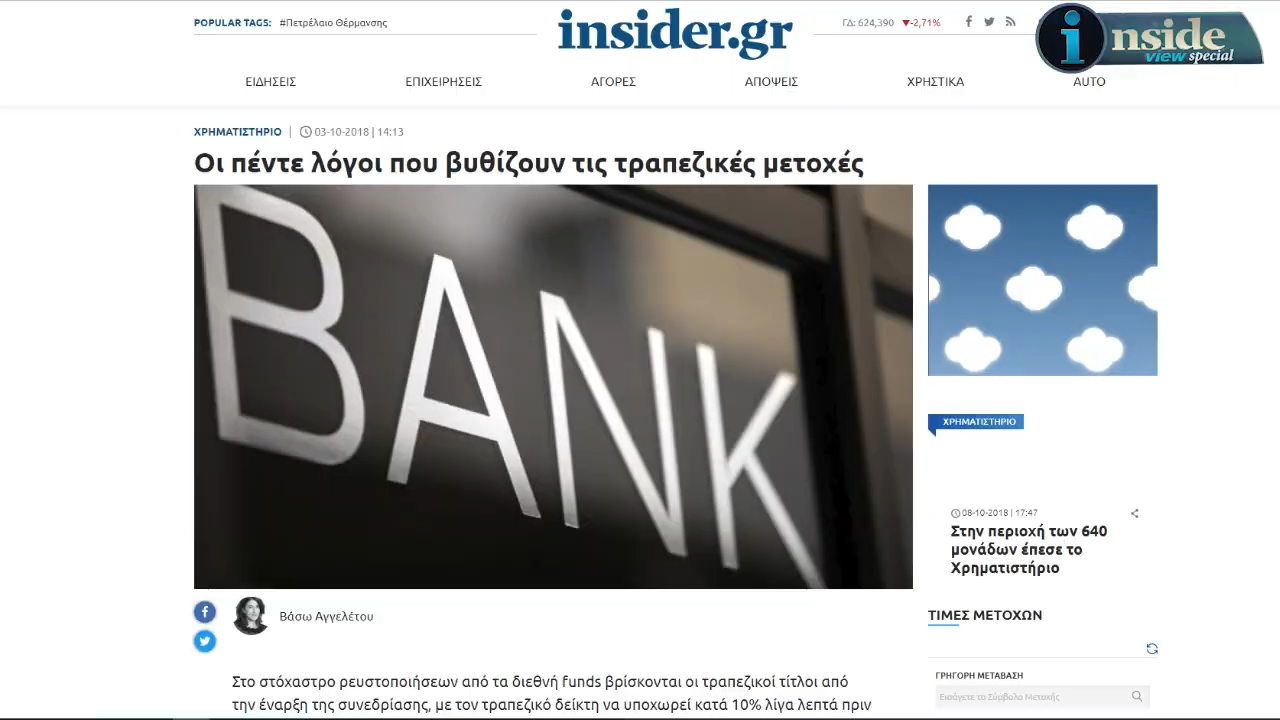 POPULAR TAGS: #Πετρέλαιο Θέρμανσης
insider.gr
ΓΔ: 624,390 ▼-2,71%
inside
view special
ΕΙΔΗΣΕΙΣ ΕΠΙΧΕΙΡΗΣΕΙΣ ΑΓΟΡΕΣ ΑΠΟΨΕΙΣ ΧΡΗΣΤΙΚΑ AUTO
ΧΡΗΜΑΤΙΣΤΗΡΙΟ | 03-10-2018 | 14:13
Οι πέντε λόγοι που βυθίζουν τις τραπεζικές μετοχές
BANK
Βάσω Αγγελέτου
Στο στόχαστρο ρευστοποιήσεων από τα διεθνή funds βρίσκονται οι τραπεζικοί τίτλοι από
την έναρξη της συνεδρίασης, με τον τραπεζικό δείκτη να υποχωρεί κατά 10% λίγα λεπτά πριν
ΧΡΗΜΑΤΙΣΤΗΡΙΟ
08-10-2018 | 17:47
Στην περιοχή των 640
μονάδων έπεσε το
Χρηματιστήριο
ΤΙΜΕΣ ΜΕΤΟΧΩΝ
ΓΡΗΓΟΡΗ ΜΕΤΑΒΑΣΗ
Εισάγετε το Σύμβολο Μετοχής